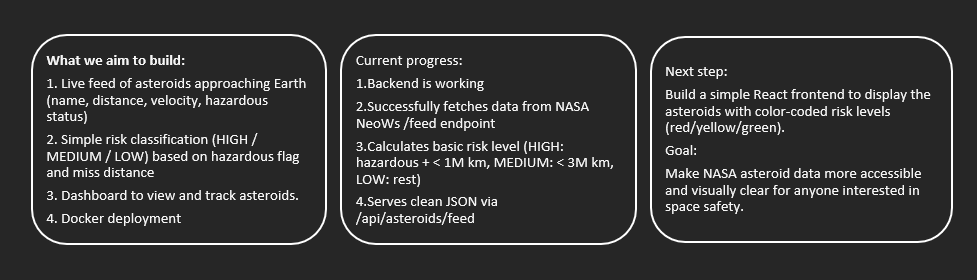 What we aim to build:
1. Live feed of asteroids approaching Earth
(name, distance, velocity, hazardous
status)
2. Simple risk classification (HIGH /
MEDIUM / LOW) based on hazardous flag
and miss distance
3. Dashboard to view and track asteroids.
4. Docker deployment
Current progress:
1.Backend is working
2.Successfully fetches data from NASA
NeoWs /feed endpoint
3.Calculates basic risk level (HIGH:
hazardous + < 1M km, MEDIUM: < 3M km,
LOW: rest)
4.Serves clean JSON via
/api/asteroids/feed
Next step:
Build a simple React frontend to display the
asteroids with color-coded risk levels
(red/yellow/green).
Goal:
Make NASA asteroid data more accessible
and visually clear for anyone interested in
space safety.